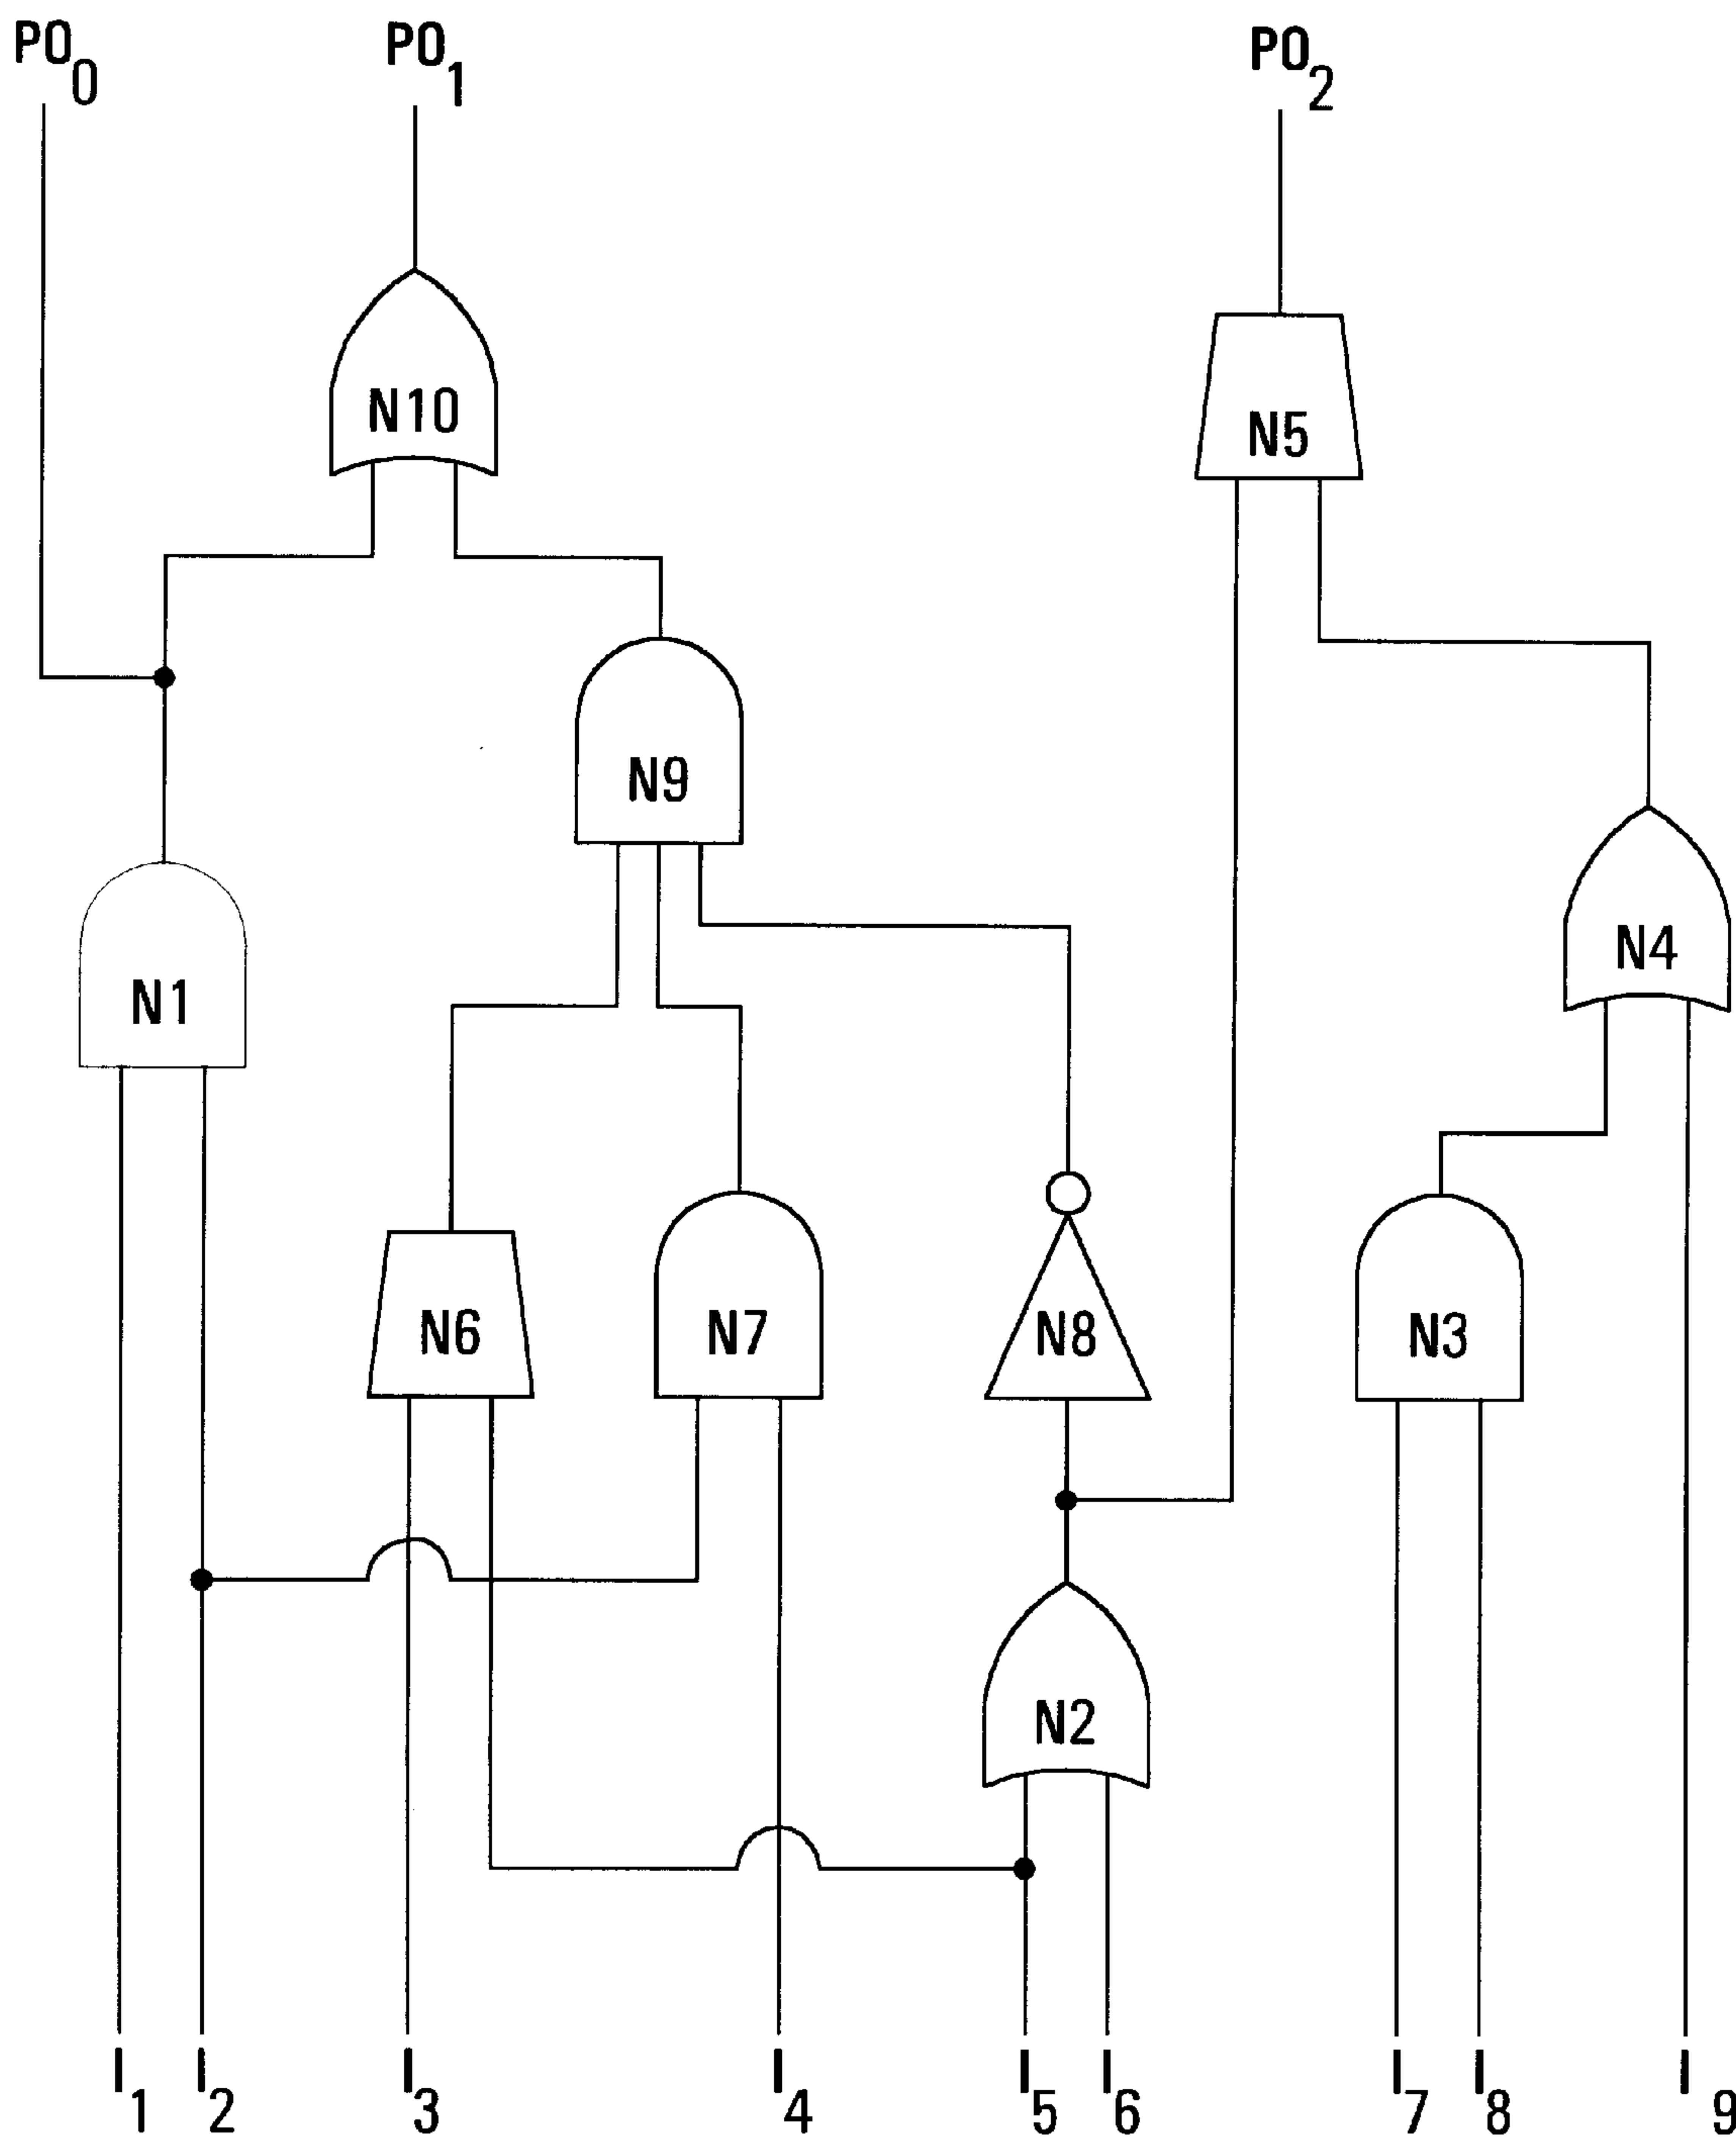 PO0 PO1 PO2
N10
N5
N9
N4
N1
N6 N7 N8 N3
N2
I1 I2 I3 I4 I5 I6 I7 I8 I9